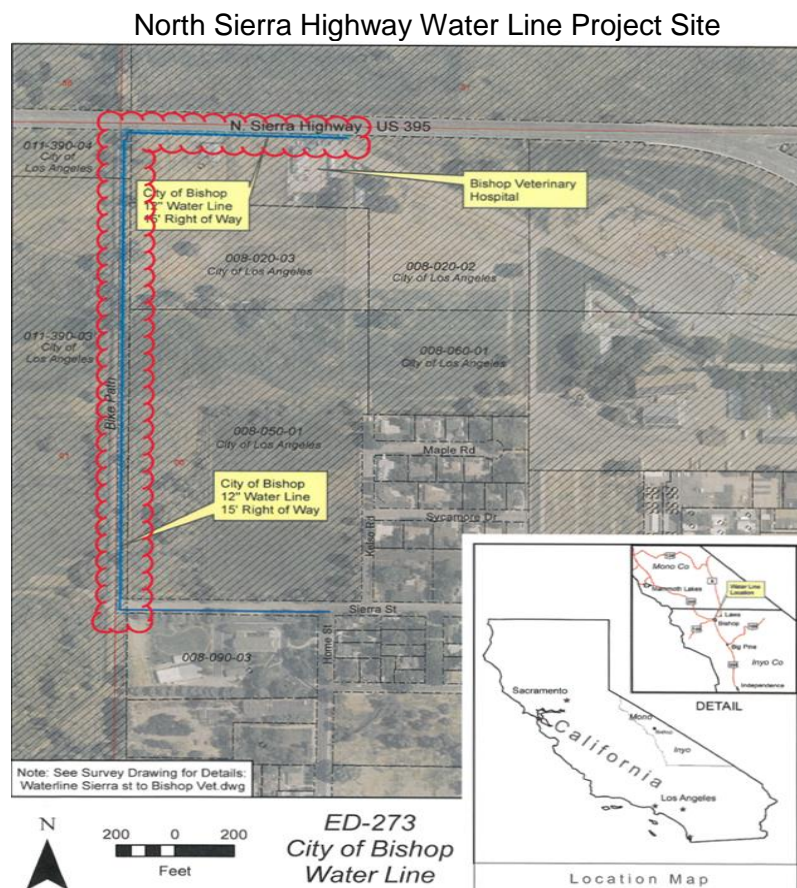 North Sierra Highway Water Line Project Site
N. Sierra Highway - US 395
011-390-04
City of
Los Angeles
City of Bishop
12" Water Line
15' Right of Way
Bishop Veterinary
Hospital
008-020-03
City of Los Angeles
008-020-02
City of Los Angeles
011-390-03
City of
Los Angeles
008-060-01
City of Los Angeles
Bike Path
008-050-01
City of Los Angeles
Maple Rd
City of Bishop
12" Water Line
15' Right of Way
Sycamore Dr
Kelso Rd
Sierra St
Home St
008-090-03
Mono Co
Mammoth Lakes
Water Line
Location
Laws
Bishop
Big Pine
Inyo Co
Independence
DETAIL
Sacramento
Mono
Bishop
Inyo
California
Los Angeles
Note: See Survey Drawing for Details:
Waterline Sierra st to Bishop Vet.dwg
N
200 0 200
Feet
ED-273
City of Bishop
Water Line
Location Map